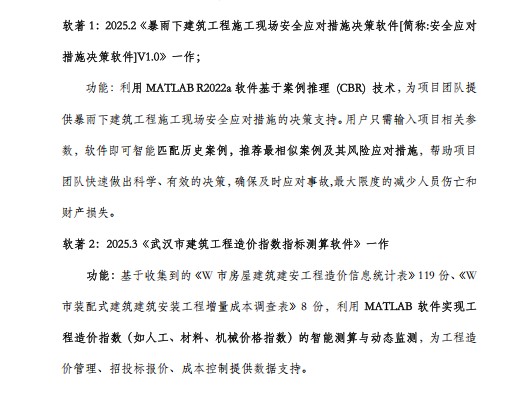 软著 1：2025.2《暴雨下建筑工程施工现场安全应对措施决策软件[简称:安全应对
措施决策软件]V1.0》一作；
功能：利用 MATLAB R2022a 软件基于案例推理（CBR）技术，为项目团队提
供暴雨下建筑工程施工现场安全应对措施的决策支持。用户只需输入项目相关参
数，软件即可智能匹配历史案例，推荐最相似案例及其风险应对措施，帮助项目
团队快速做出科学、有效的决策，确保及时应对事故,最大限度的减少人员伤亡和
财产损失。
软著 2：2025.3《武汉市建筑工程造价指数指标测算软件》一作
功能：基于收集到的《W 市房屋建筑建安工程造价信息统计表》119 份、《W
市装配式建筑建筑安装工程增量成本调查表》8 份，利用 MATLAB 软件实现工
程造价指数（如人工、材料、机械价格指数）的智能测算与动态监测，为工程造
价管理、招投标报价、成本控制提供数据支持。